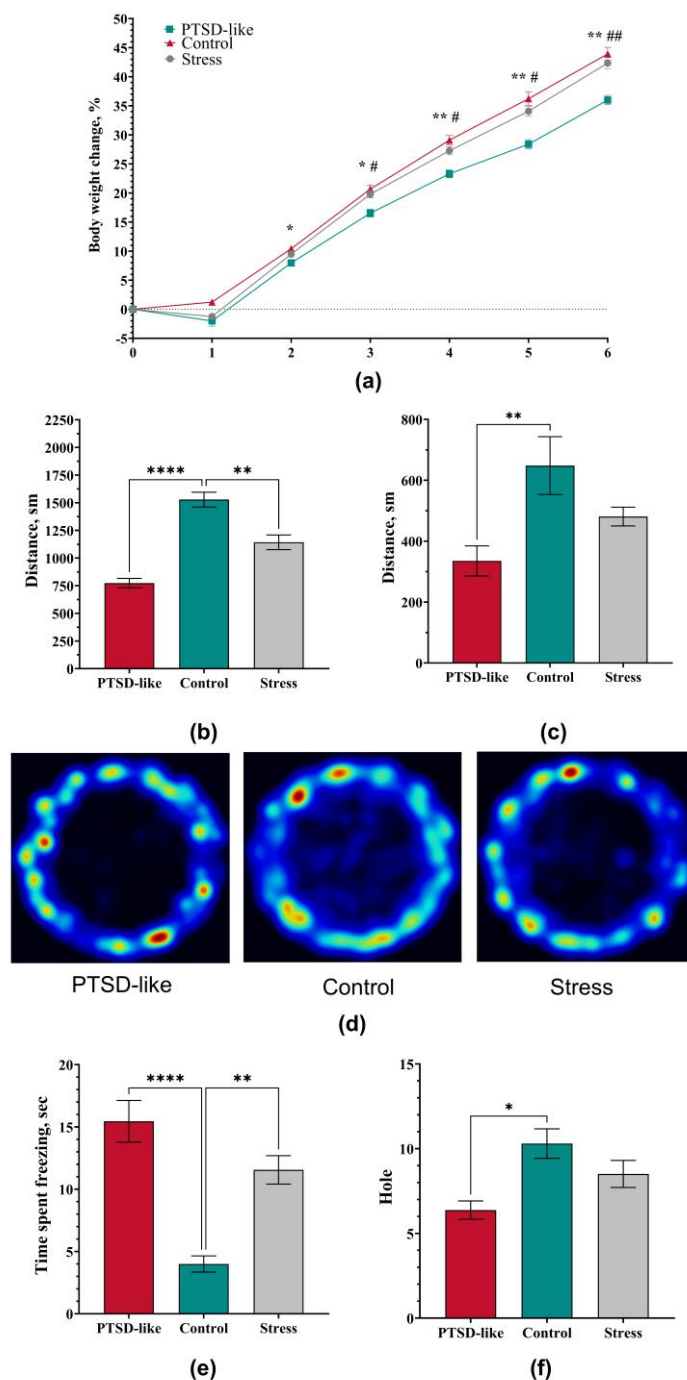 PTSD-like
Control
Stress
Body weight change, %
50
45
40
35
30
25
20
15
10
5
0
-5
*
* #
** #
** #
** ##
0 1 2 3 4 5 6
(a)
Distance, sm
2250
2000
1750
1500
1250
1000
750
500
250
0
**** **
PTSD-like Control Stress
(b)
Distance, sm
800
600
400
200
0
**
PTSD-like Control Stress
(c)
PTSD-like Control Stress
(d)
Time spent freezing, sec
20
15
10
5
0
**** **
PTSD-like Control Stress
(e)
Hole
15
10
5
0
*
PTSD-like Control Stress
(f)